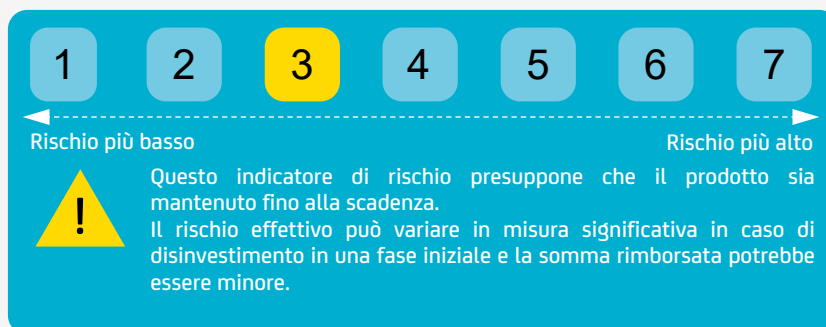 1 2 3 4 5 6 7
Rischio più basso Rischio più alto
Questo indicatore di rischio presuppone che il prodotto sia
mantenuto fino alla scadenza.
!
Il rischio effettivo può variare in misura significativa in caso di
disinvestimento in una fase iniziale e la somma rimborsata potrebbe
essere minore.